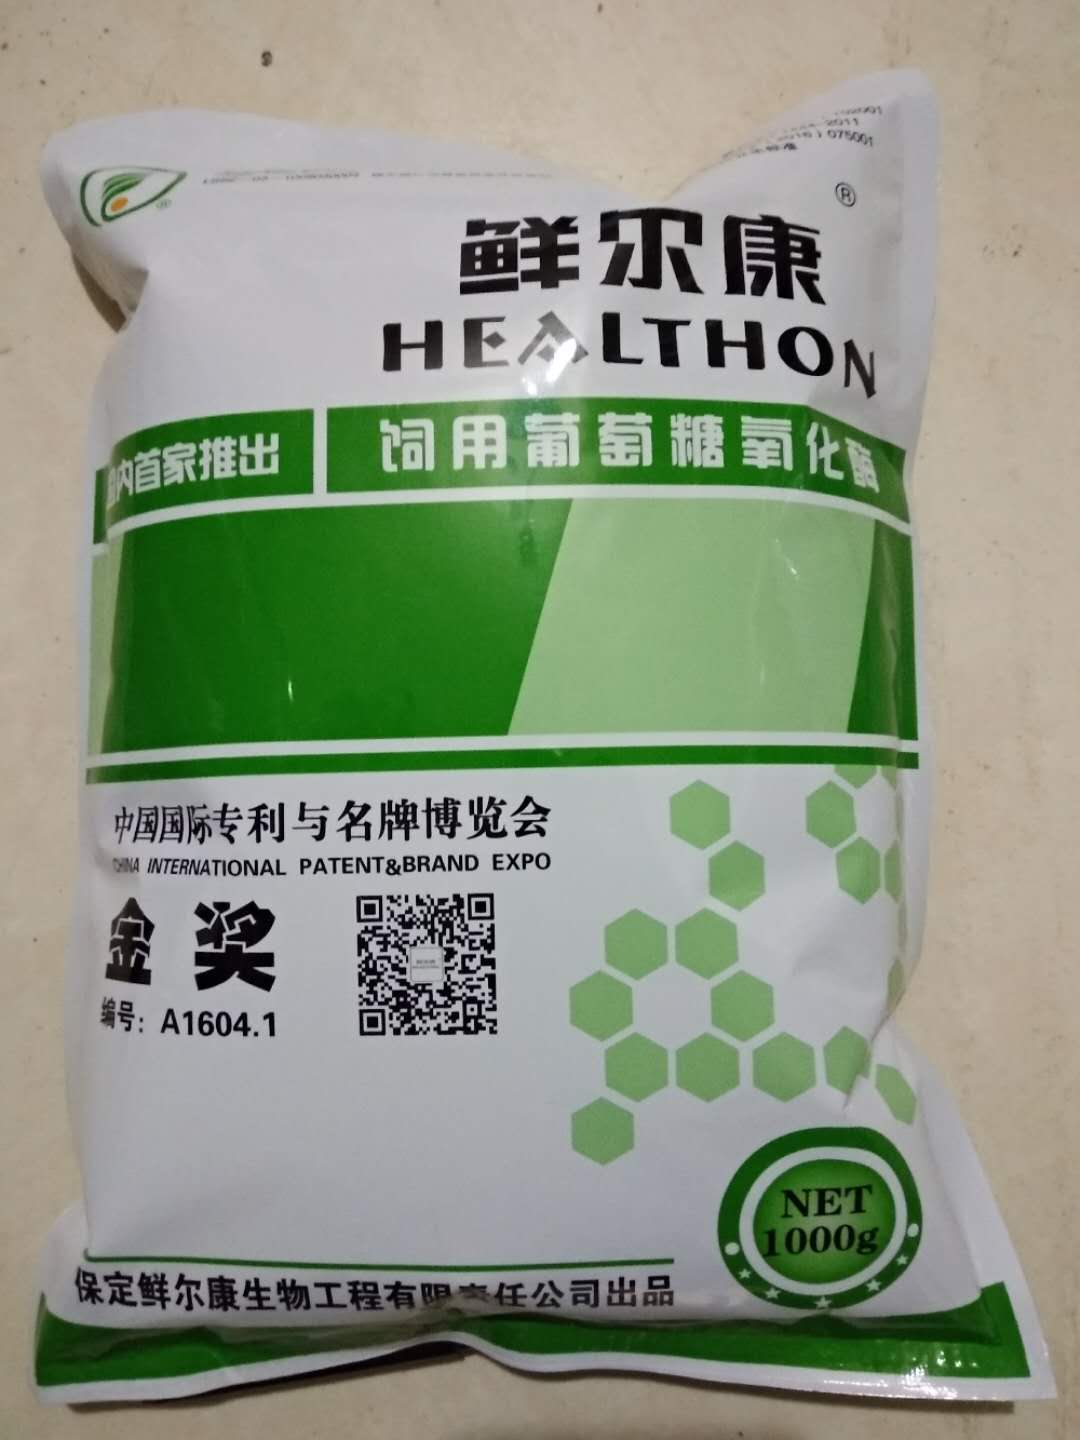 075001
鲜尔康
®
HEALTHON
内首家推出
饲用葡萄糖氧化酶
中国国际专利与名牌博览会
CHINA INTERNATIONAL PATENT&BRAND EXPO
金奖
编号：A1604.1
NET
1000g
保定鲜尔康生物工程有限责任公司出品